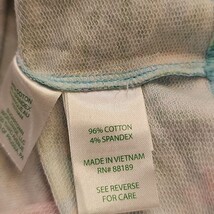 96% COTTON
4% SPANDEX
MADE IN VIETNAM
RN# 88189
SEE REVERSE
FOR CARE